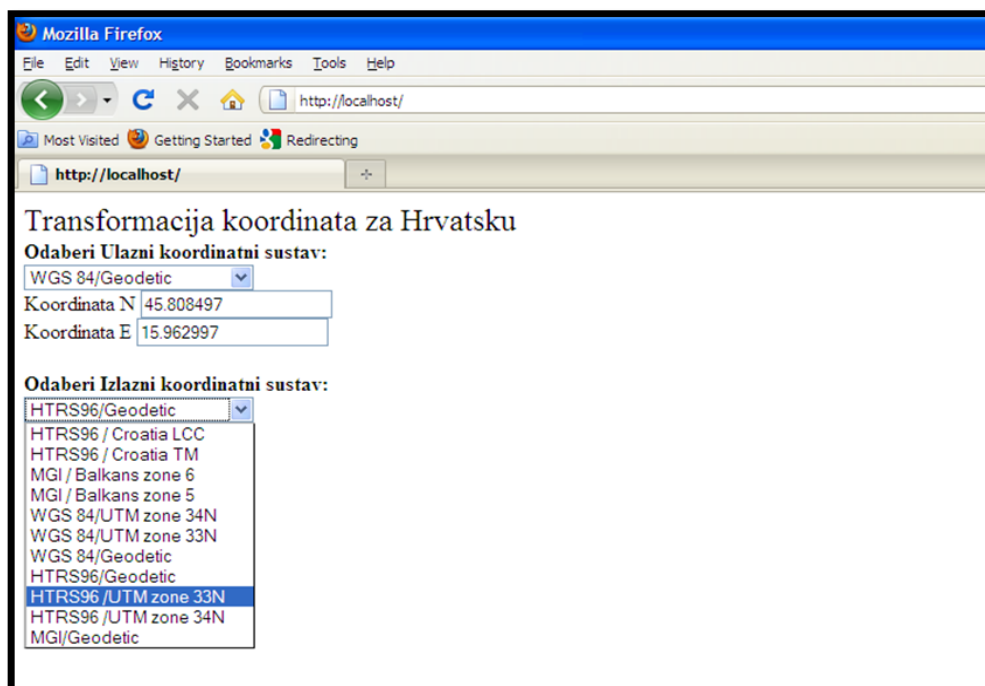 Mozilla Firefox
File Edit View History Bookmarks Tools Help
http://localhost/
Most Visited Getting Started Redirecting
http://localhost/
Transformacija koordinata za Hrvatsku
Odaberi Ulazni koordinatni sustav:
WGS 84/Geodetic
Koordinata N 45.808497
Koordinata E 15.962997
Odaberi Izlazni koordinatni sustav:
HTRS96/Geodetic
HTRS96 / Croatia LCC
HTRS96 / Croatia TM
MGI / Balkans zone 6
MGI / Balkans zone 5
WGS 84/UTM zone 34N
WGS 84/UTM zone 33N
WGS 84/Geodetic
HTRS96/Geodetic
HTRS96 /UTM zone 33N
HTRS96 /UTM zone 34N
MGI/Geodetic